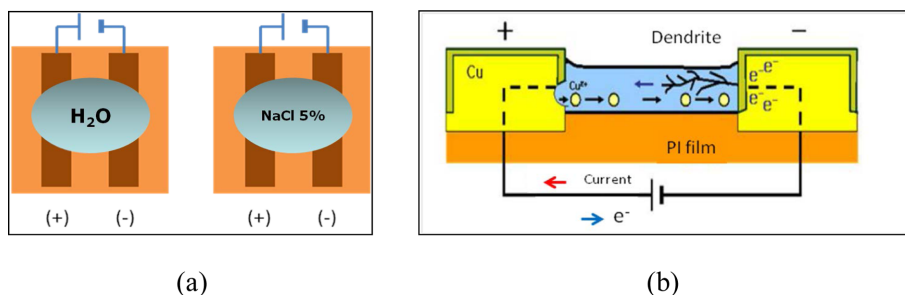 H₂O
NaCl 5%
(+) (-) (+) (-)
(a)
+ Dendrite −
Cu
Cu²⁺
e⁻ e⁻
e⁻ e⁻
PI film
Current
e⁻
(b)